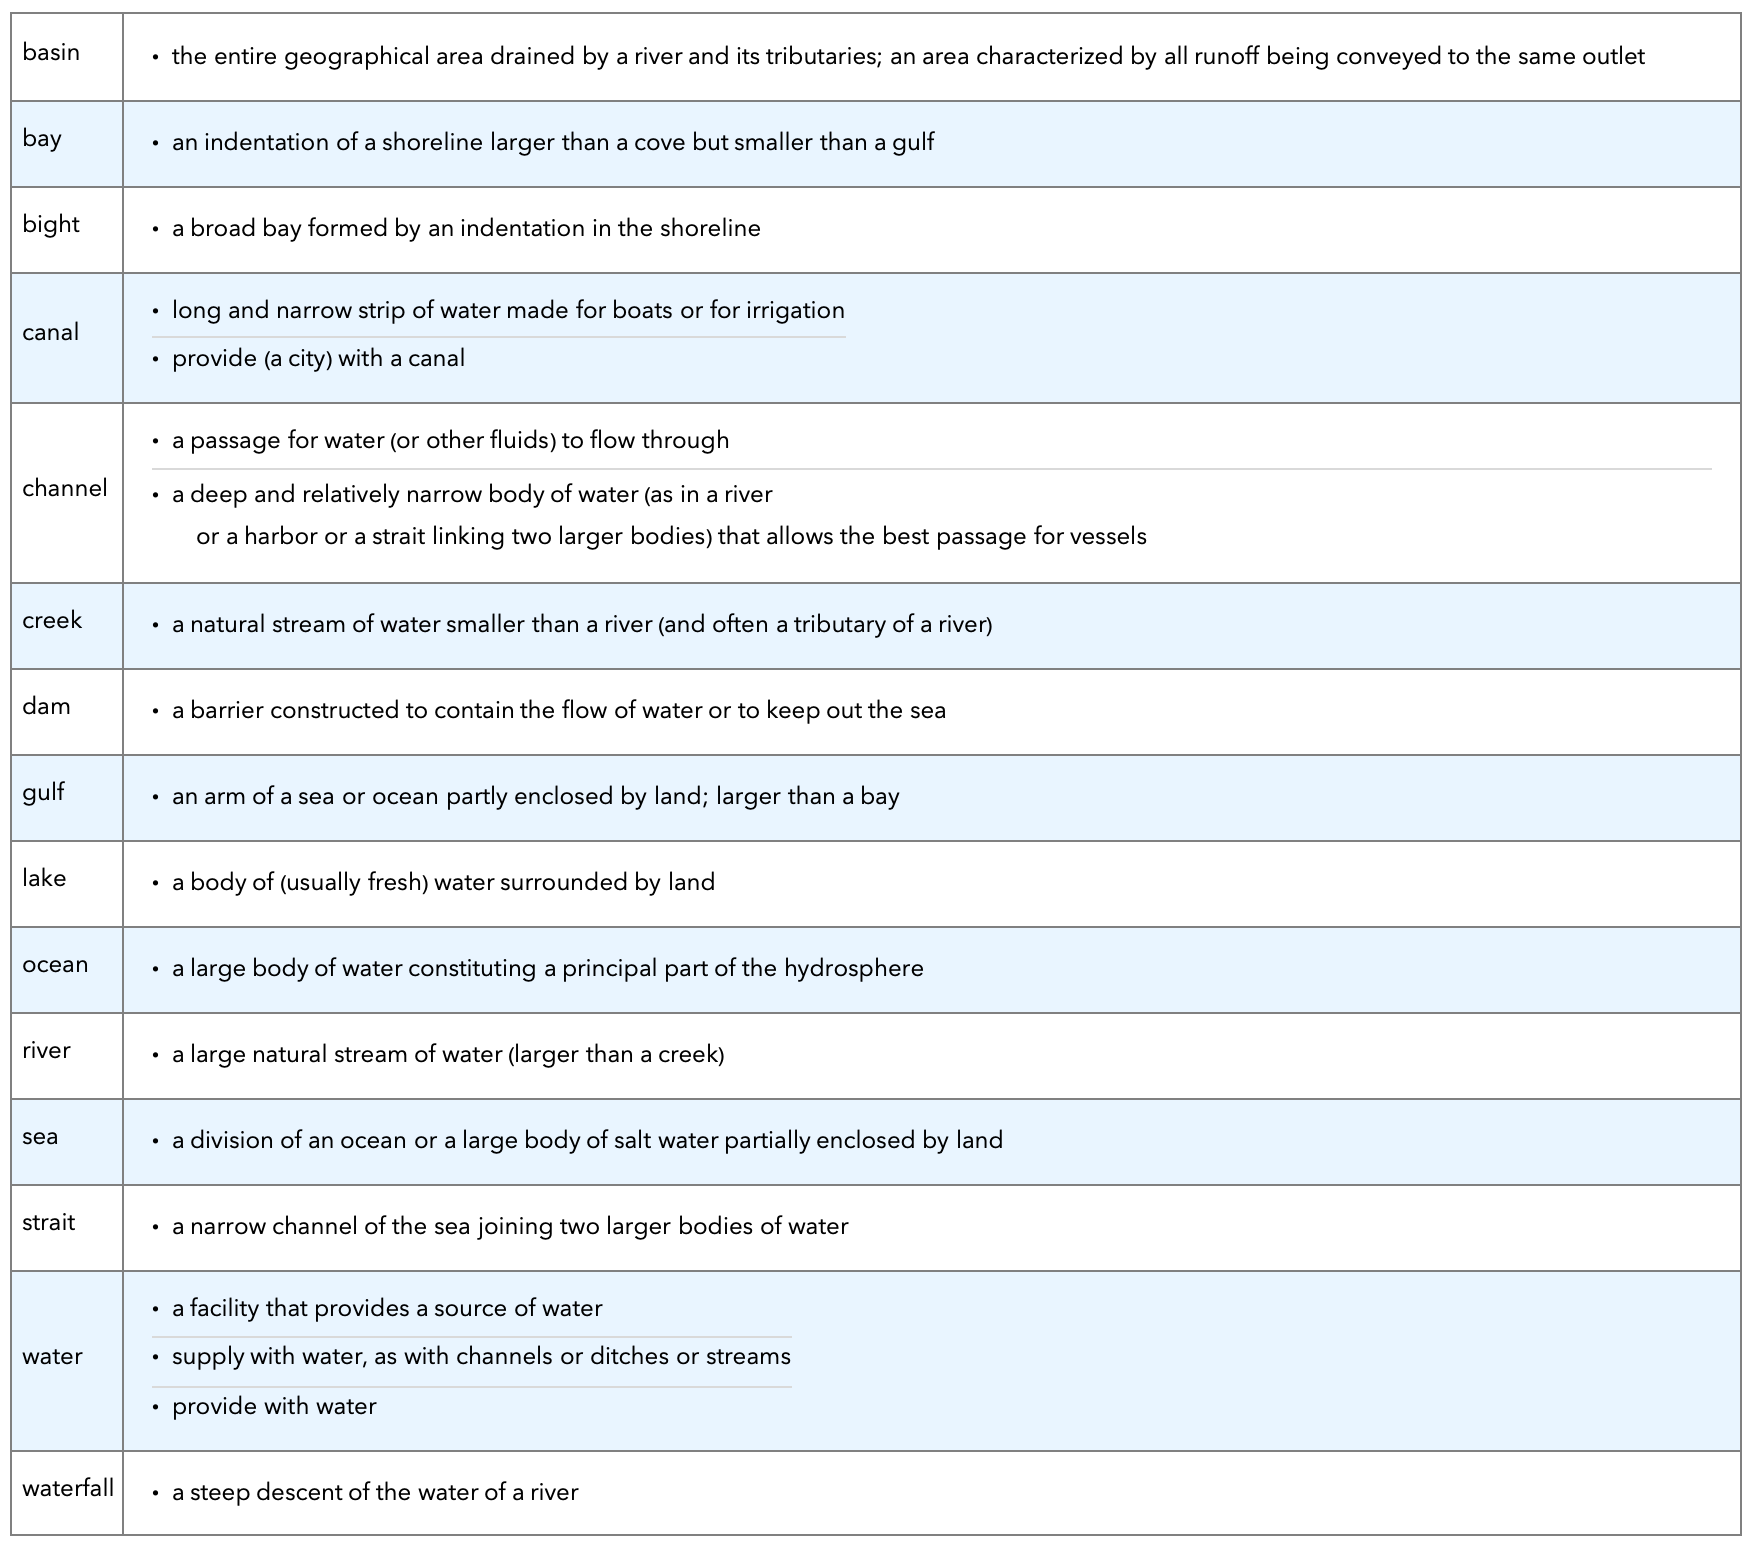 basin
• the entire geographical area drained by a river and its tributaries; an area characterized by all runoff being conveyed to the same outlet
bay
• an indentation of a shoreline larger than a cove but smaller than a gulf
bight
• a broad bay formed by an indentation in the shoreline
canal
• long and narrow strip of water made for boats or for irrigation
• provide (a city) with a canal
channel
• a passage for water (or other fluids) to flow through
• a deep and relatively narrow body of water (as in a river
or a harbor or a strait linking two larger bodies) that allows the best passage for vessels
creek
• a natural stream of water smaller than a river (and often a tributary of a river)
dam
• a barrier constructed to contain the flow of water or to keep out the sea
gulf
• an arm of a sea or ocean partly enclosed by land; larger than a bay
lake
• a body of (usually fresh) water surrounded by land
ocean
• a large body of water constituting a principal part of the hydrosphere
river
• a large natural stream of water (larger than a creek)
sea
• a division of an ocean or a large body of salt water partially enclosed by land
strait
• a narrow channel of the sea joining two larger bodies of water
water
• a facility that provides a source of water
• supply with water, as with channels or ditches or streams
• provide with water
waterfall
• a steep descent of the water of a river